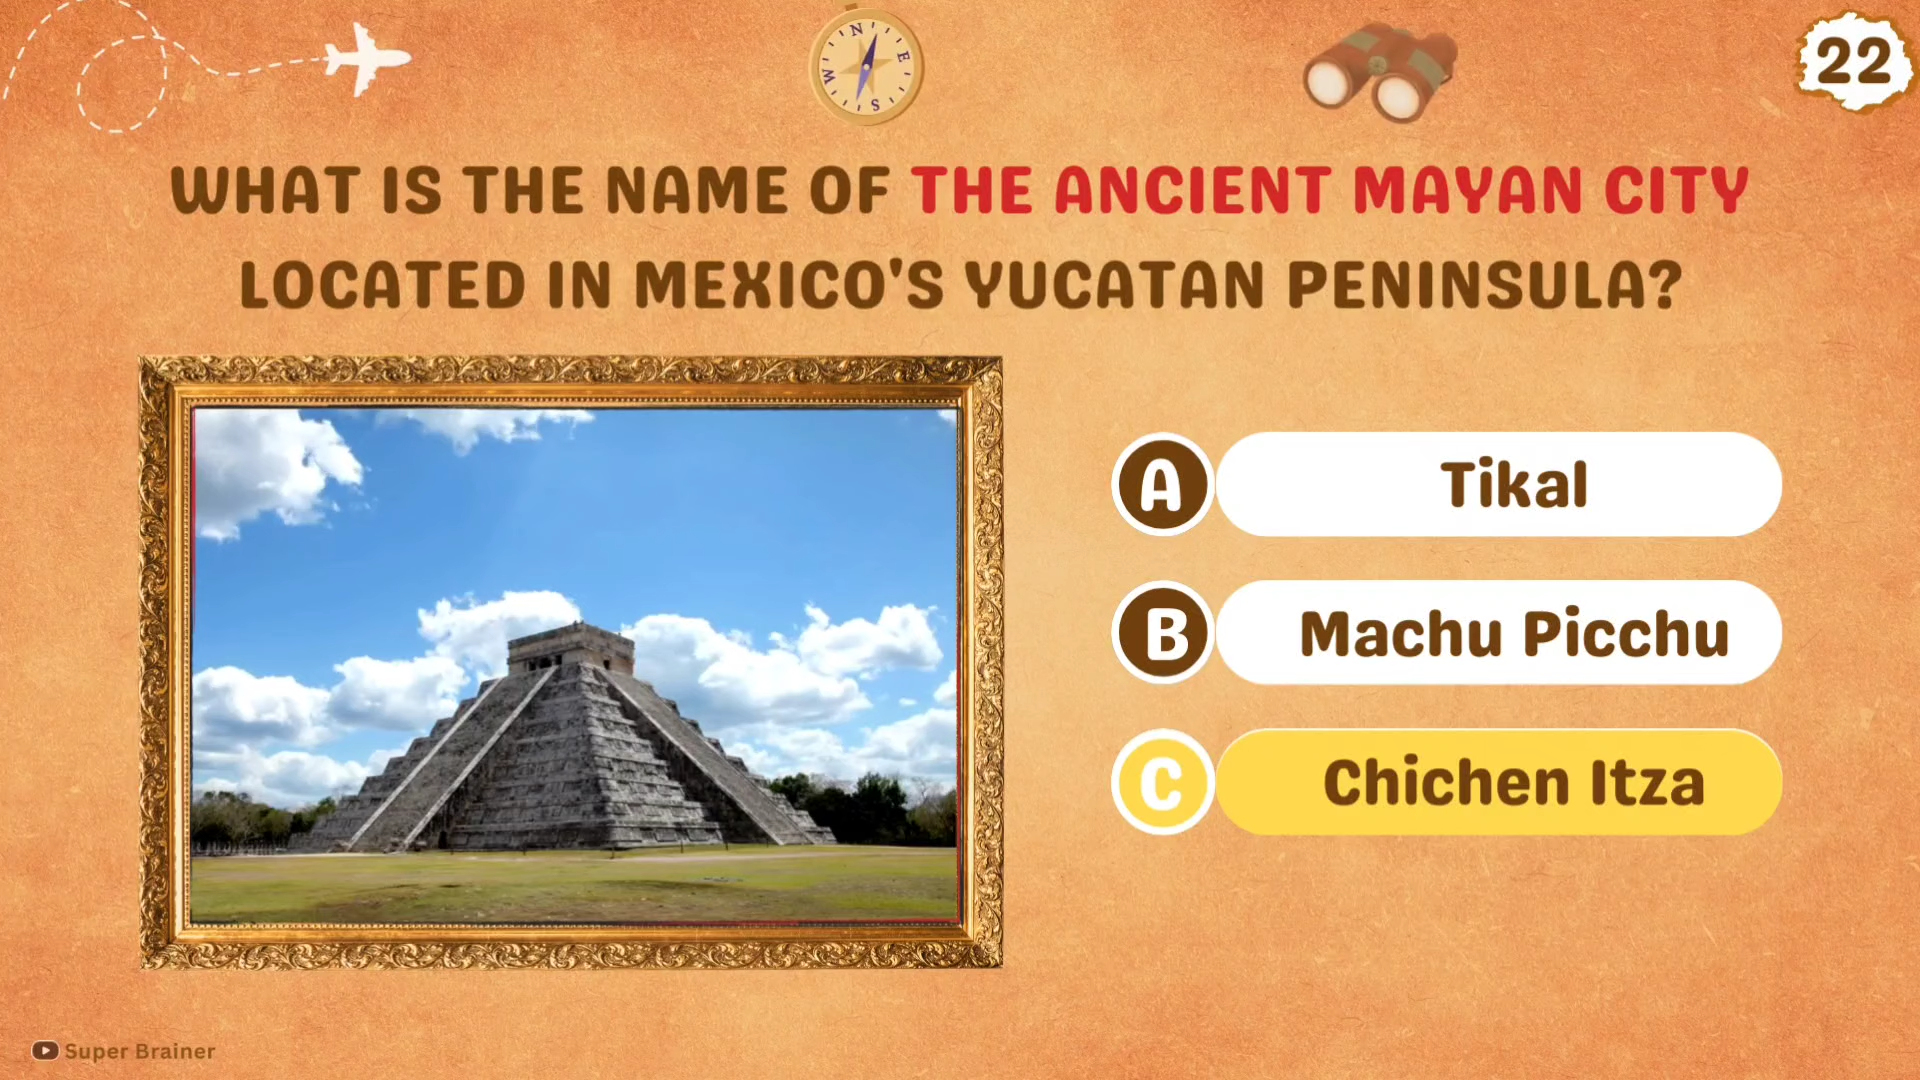 N
E
S
W
22
WHAT IS THE NAME OF THE ANCIENT MAYAN CITY
LOCATED IN MEXICO'S YUCATAN PENINSULA?
A Tikal
B Machu Picchu
C Chichen Itza
Super Brainer